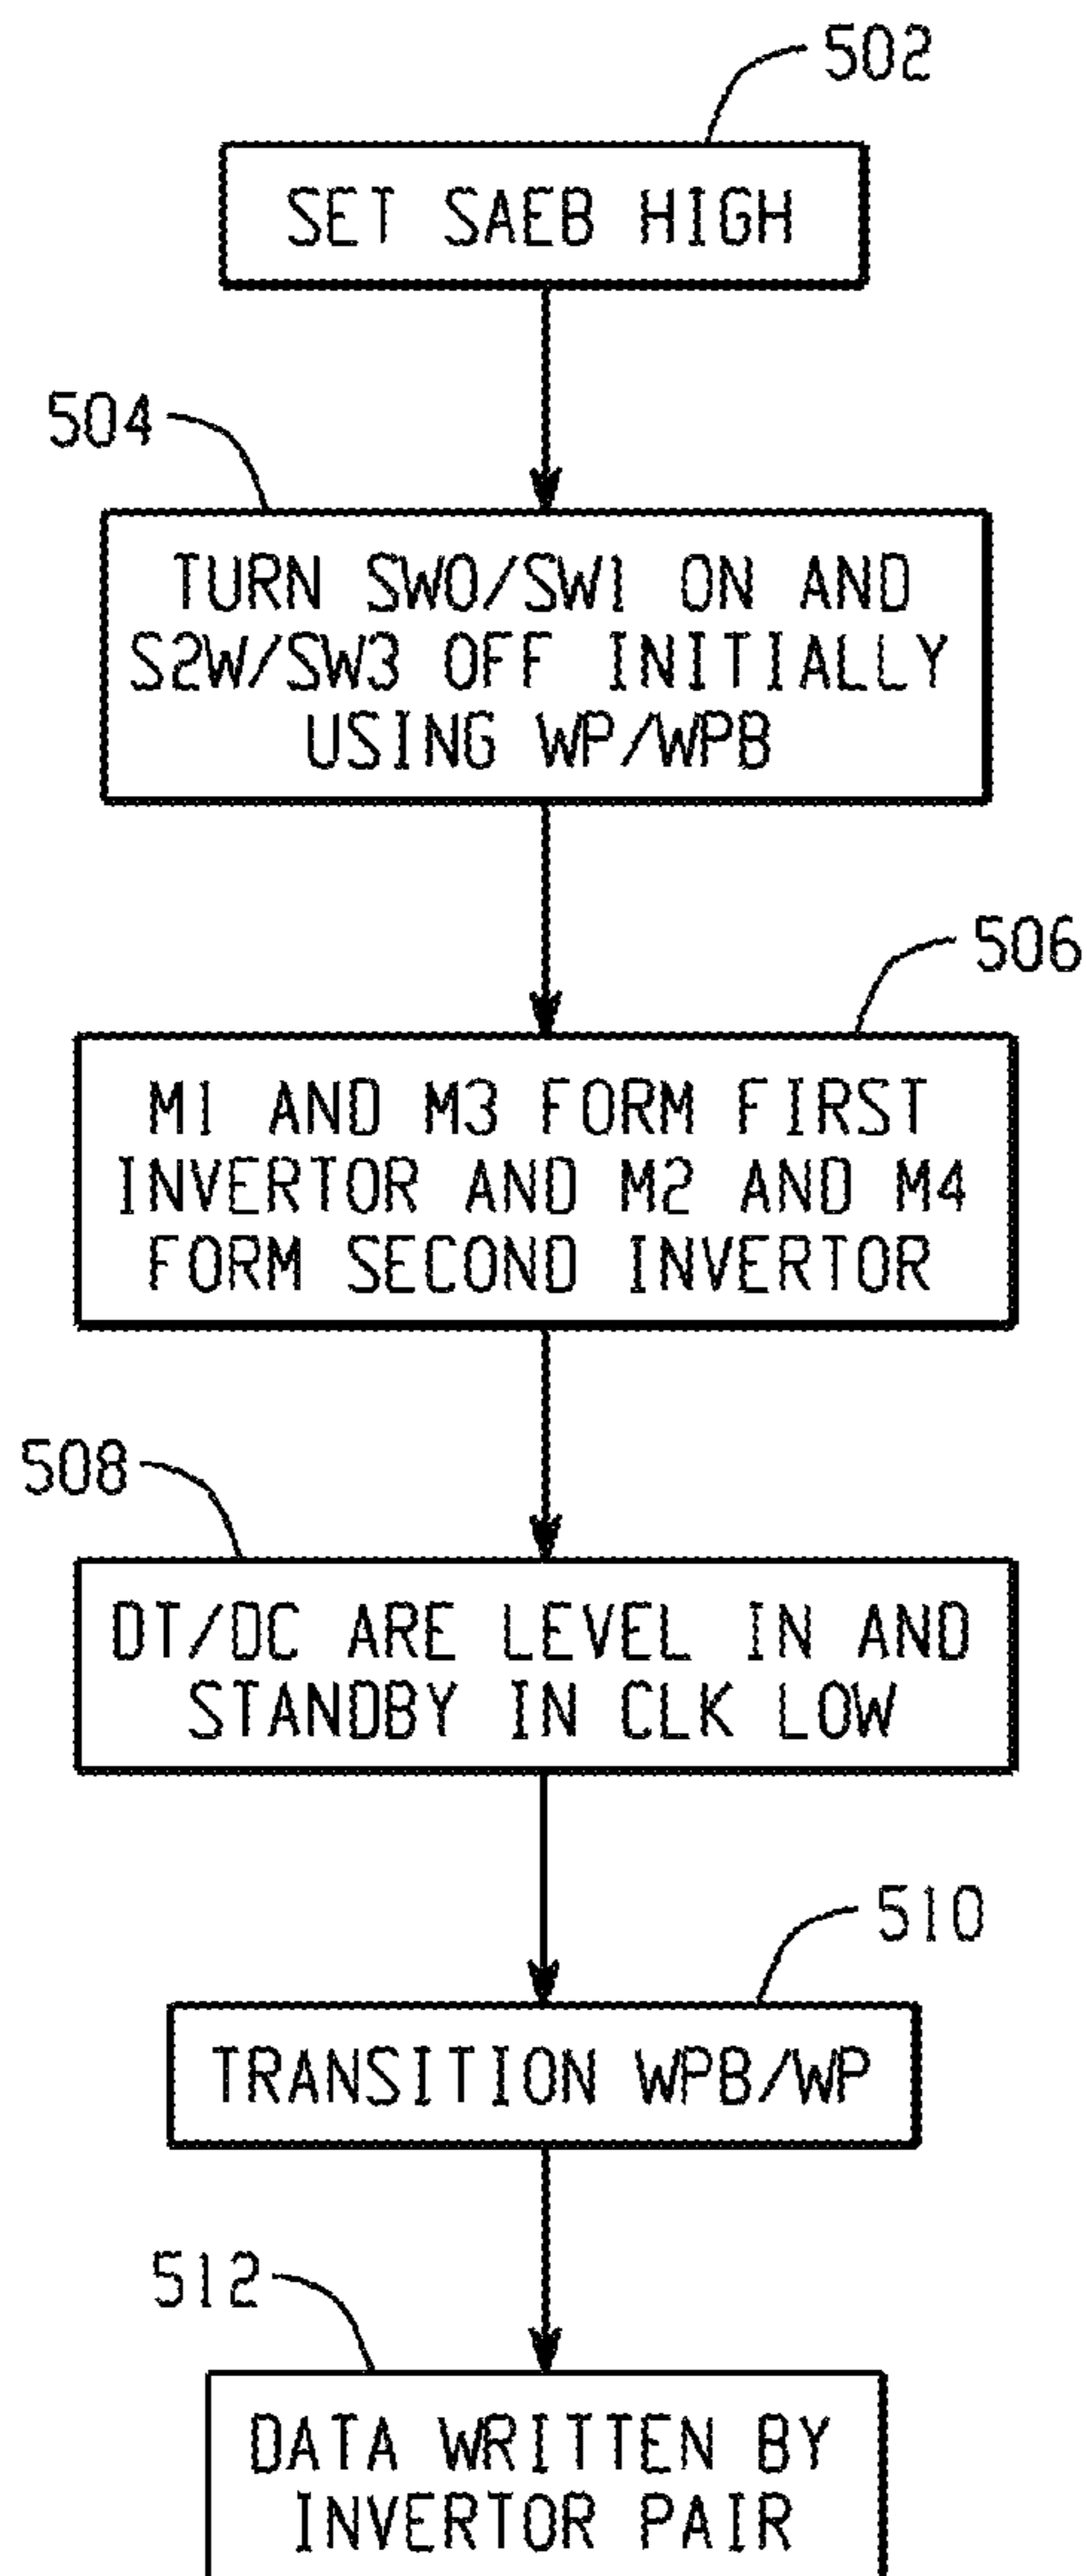 502
SET SAEB HIGH
504
TURN SW0/SW1 ON AND
S2W/SW3 OFF INITIALLY
USING WP/WPB
506
M1 AND M3 FORM FIRST
INVERTOR AND M2 AND M4
FORM SECOND INVERTOR
508
DT/DC ARE LEVEL IN AND
STANDBY IN CLK LOW
510
TRANSITION WPB/WP
512
DATA WRITTEN BY
INVERTOR PAIR